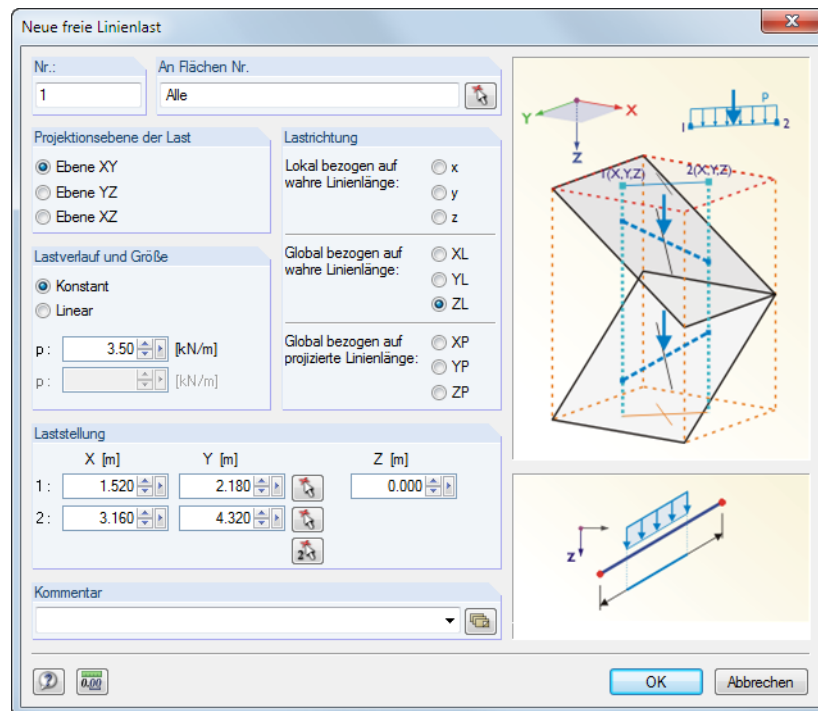 Neue freie Linienlast
Nr.:
An Flächen Nr.
1
Alle
Projektionsebene der Last
Ebene XY
Ebene YZ
Ebene XZ
Lastrichtung
Lokal bezogen auf
wahre Linienlänge:
x
y
z
Global bezogen auf
wahre Linienlänge:
XL
YL
ZL
Global bezogen auf
projizierte Linienlänge:
XP
YP
ZP
Lastverlauf und Größe
Konstant
Linear
p : 3.50 [kN/m]
p : [kN/m]
Laststellung
X [m] Y [m] Z [m]
1 : 1.520 2.180 0.000
2 : 3.160 4.320
2
Kommentar
0.00
OK
Abbrechen
Y X
Z
p
1 2
1(X,Y,Z) 2(X,Y,Z)
z